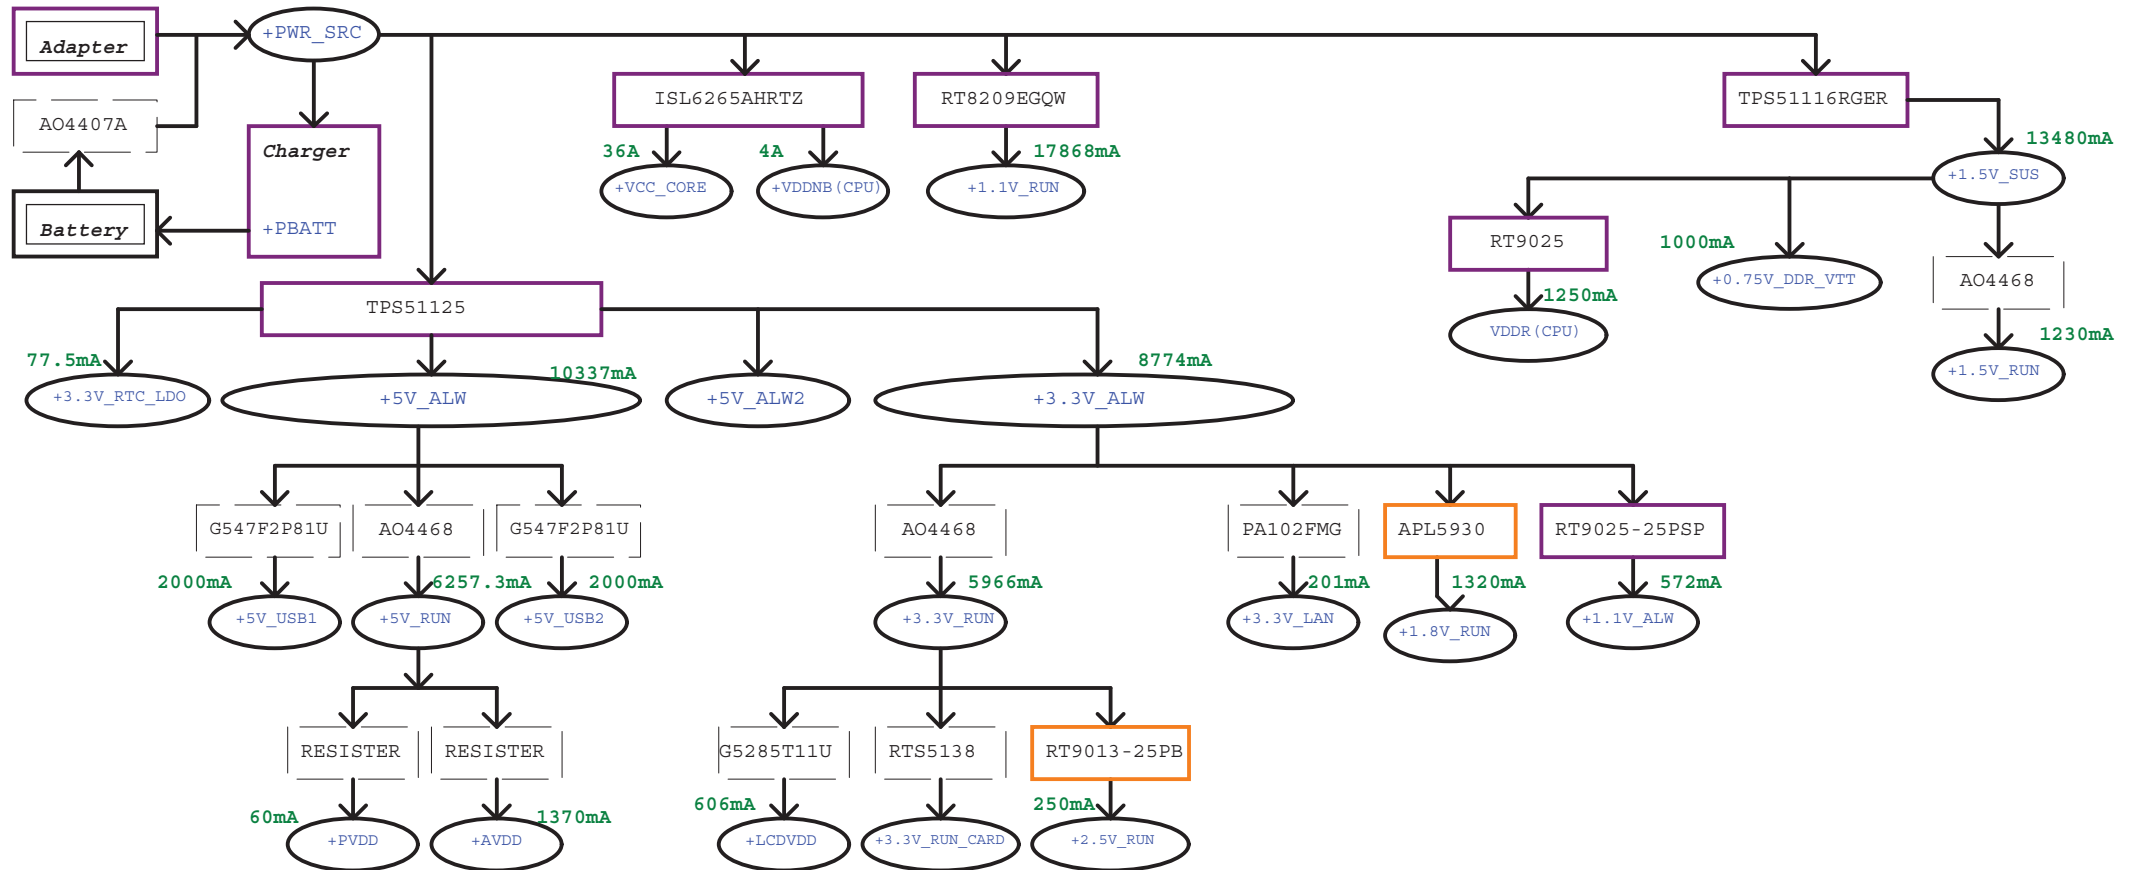 Adapter
+PWR_SRC
AO4407A
Charger
+PBATT
Battery
ISL6265AHRTZ
RT8209EGQW
TPS51116RGER
36A
4A
17868mA
13480mA
+VCC_CORE
+VDDNB(CPU)
+1.1V_RUN
+1.5V_SUS
RT9025
1000mA
+0.75V_DDR_VTT
AO4468
1250mA
VDDR(CPU)
1230mA
+1.5V_RUN
TPS51125
77.5mA
10337mA
8774mA
+3.3V_RTC_LDO
+5V_ALW
+5V_ALW2
+3.3V_ALW
G547F2P81U
AO4468
G547F2P81U
AO4468
PA102FMG
APL5930
RT9025-25PSP
2000mA
6257.3mA
2000mA
5966mA
201mA
1320mA
572mA
+5V_USB1
+5V_RUN
+5V_USB2
+3.3V_RUN
+3.3V_LAN
+1.8V_RUN
+1.1V_ALW
RESISTER
RESISTER
G5285T11U
RTS5138
RT9013-25PB
60mA
1370mA
606mA
250mA
+PVDD
+AVDD
+LCDVDD
+3.3V_RUN_CARD
+2.5V_RUN